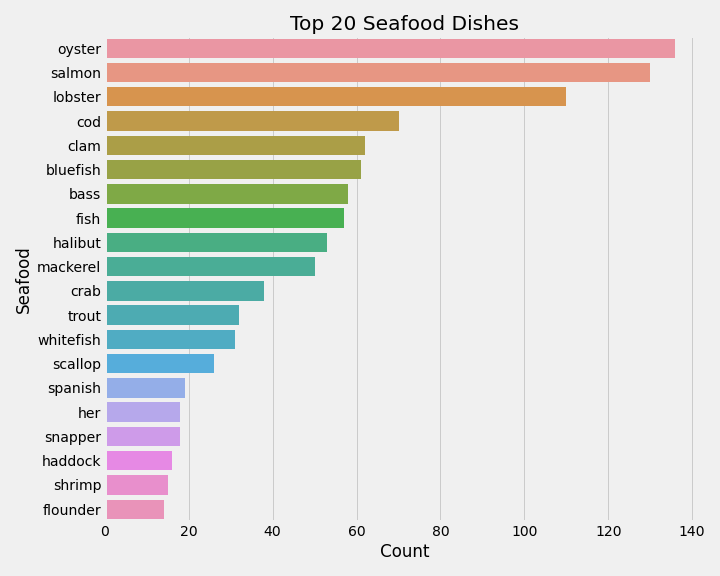 Top 20 Seafood Dishes
oyster
salmon
lobster
cod
clam
bluefish
bass
fish
halibut
mackerel
crab
trout
whitefish
scallop
spanish
her
snapper
haddock
shrimp
flounder
Seafood
0 20 40 60 80 100 120 140
Count